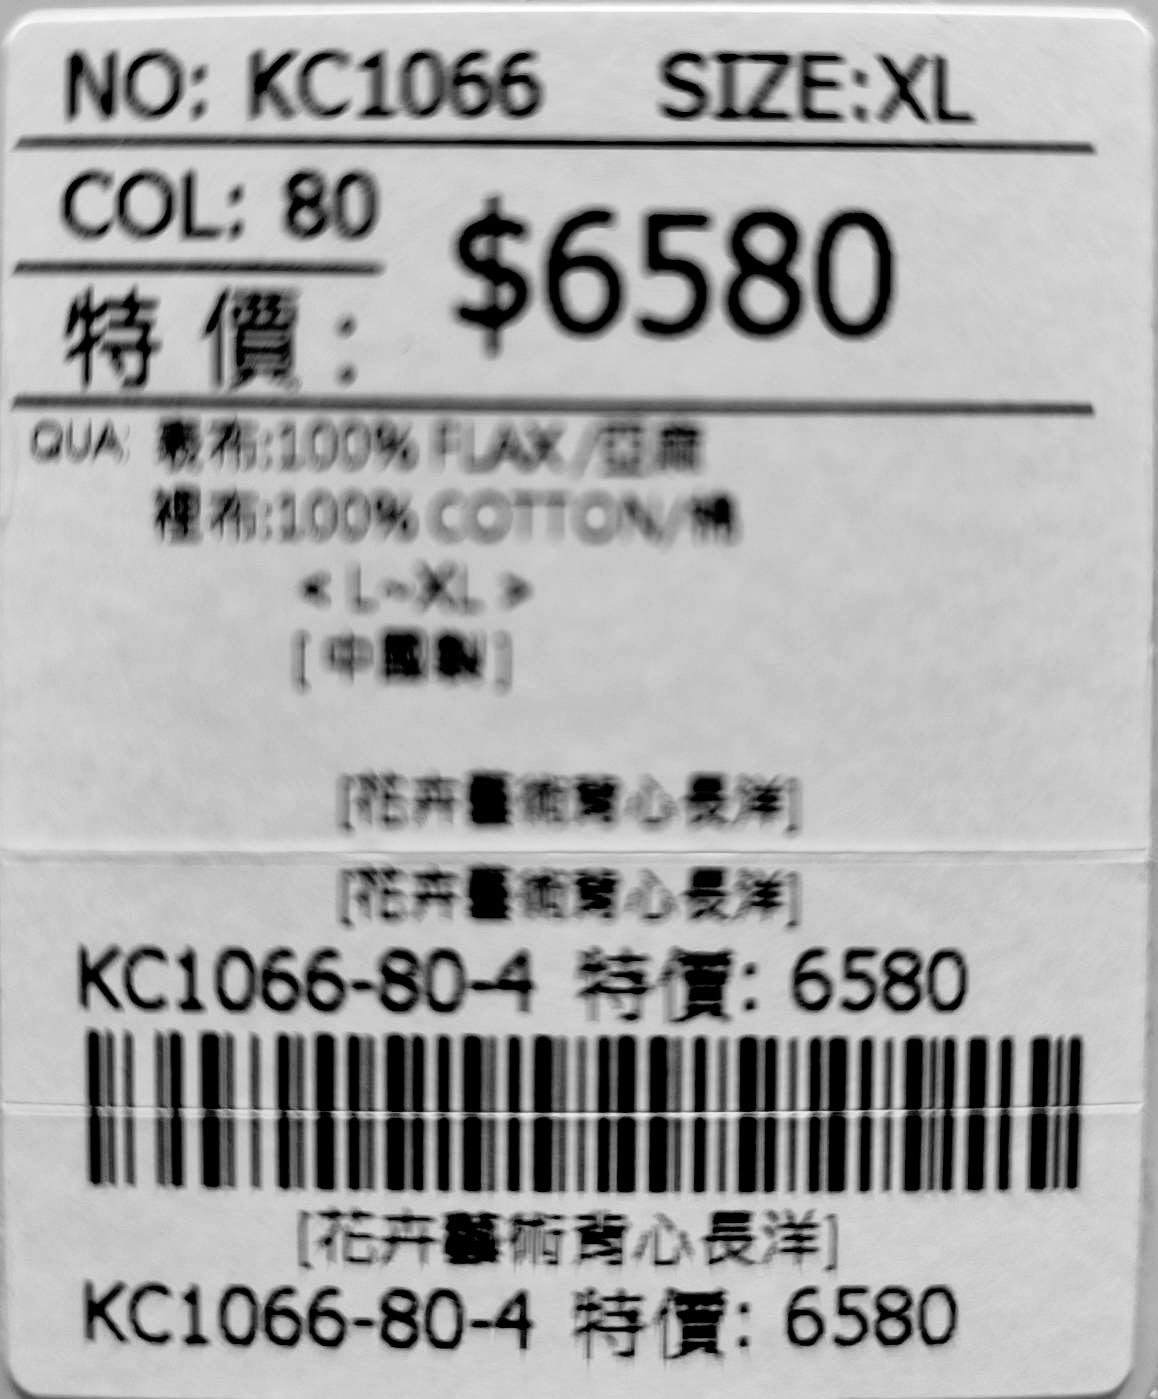 NO: KC1066 SIZE:XL
COL: 80
$6580
特 價 :
QUA: 表布:100% FLAX/亞麻
裡布:100% COTTON/棉
< L~XL >
[ 中國製 ]
[花卉藝術背心長洋]
[花卉藝術背心長洋]
KC1066-80-4 特價: 6580
[花卉藝術背心長洋]
KC1066-80-4 特價: 6580